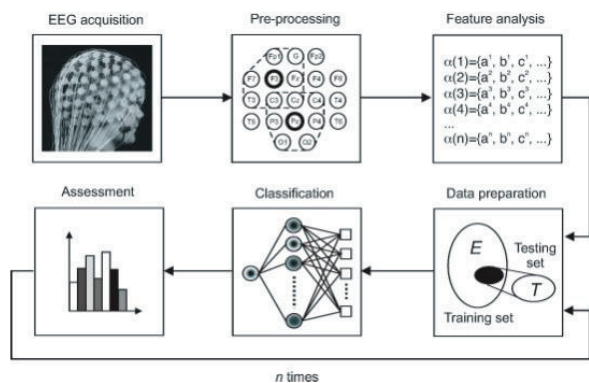 EEG acquisition
Pre-processing
Feature analysis
Fp1 G Fp2
F7 F3 Fz F4 F8
T3 C3 Cz C4 T4
T5 P3 Pz P4 T6
O1 O2
α(1)={a¹, b¹, c¹, ...}
α(2)={a², b², c², ...}
α(3)={a³, b³, c³, ...}
α(4)={a⁴, b⁴, c⁴, ...}
...
α(n)={aⁿ, bⁿ, cⁿ, ...}
Assessment
Classification
Data preparation
E
Testing
set
T
Training set
n times